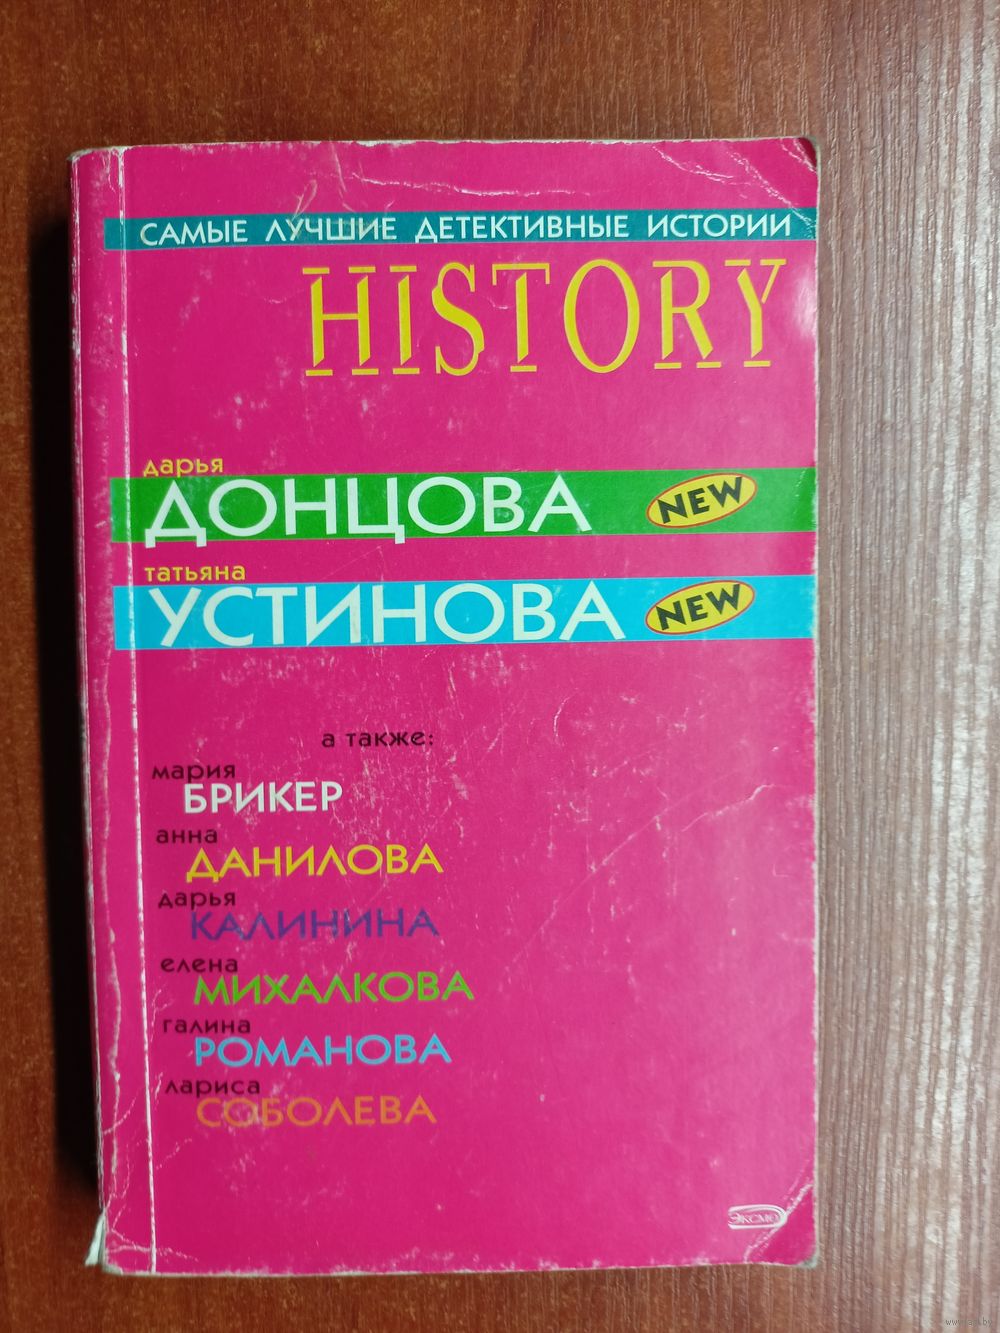 САМЫЕ ЛУЧШИЕ ДЕТЕКТИВНЫЕ ИСТОРИИ
HISTORY
дарья
ДОНЦОВА NEW
татьяна
УСТИНОВА NEW
а также:
мария
БРИКЕР
анна
ДАНИЛОВА
дарья
КАЛИНИНА
елена
МИХАЛКОВА
галина
РОМАНОВА
лариса
СОБОЛЕВА
ЭКСМО